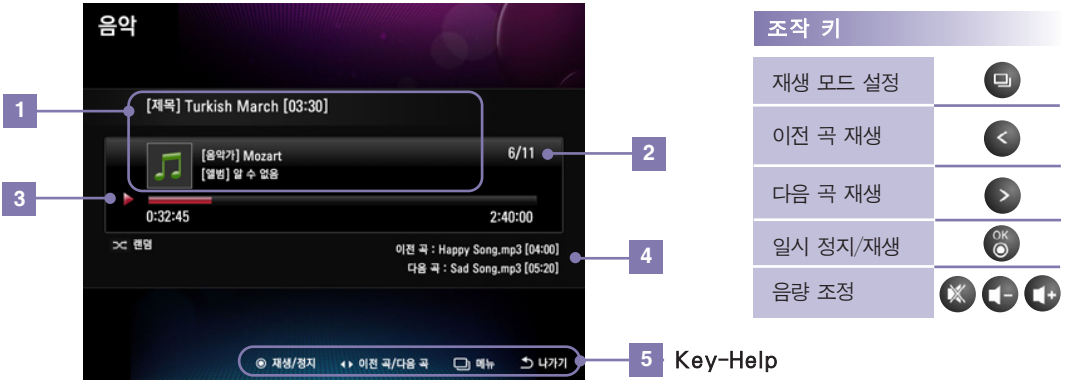 음악
1
[제목] Turkish March [03:30]
[음악가] Mozart
[앨범] 알 수 없음
6/11
2
3
0:32:45
2:40:00
랜덤
이전 곡 : Happy Song.mp3 [04:00]
다음 곡 : Sad Song.mp3 [05:20]
4
재생/정지
이전 곡/다음 곡
메뉴
나가기
5
Key-Help
조작 키
재생 모드 설정
이전 곡 재생
다음 곡 재생
일시 정지/재생
OK
음량 조정